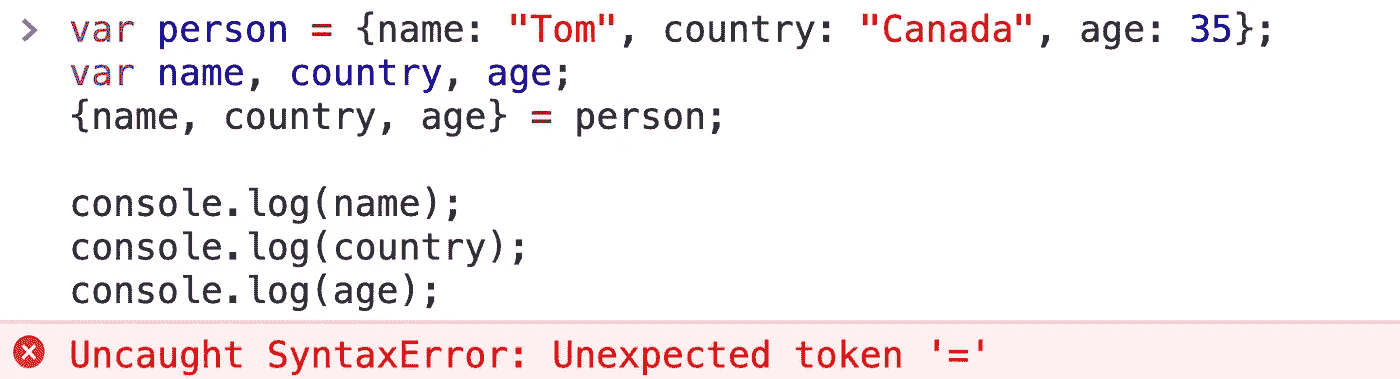 > var person = {name: "Tom", country: "Canada", age: 35};
var name, country, age;
{name, country, age} = person;
console.log(name);
console.log(country);
console.log(age);
Uncaught SyntaxError: Unexpected token '='